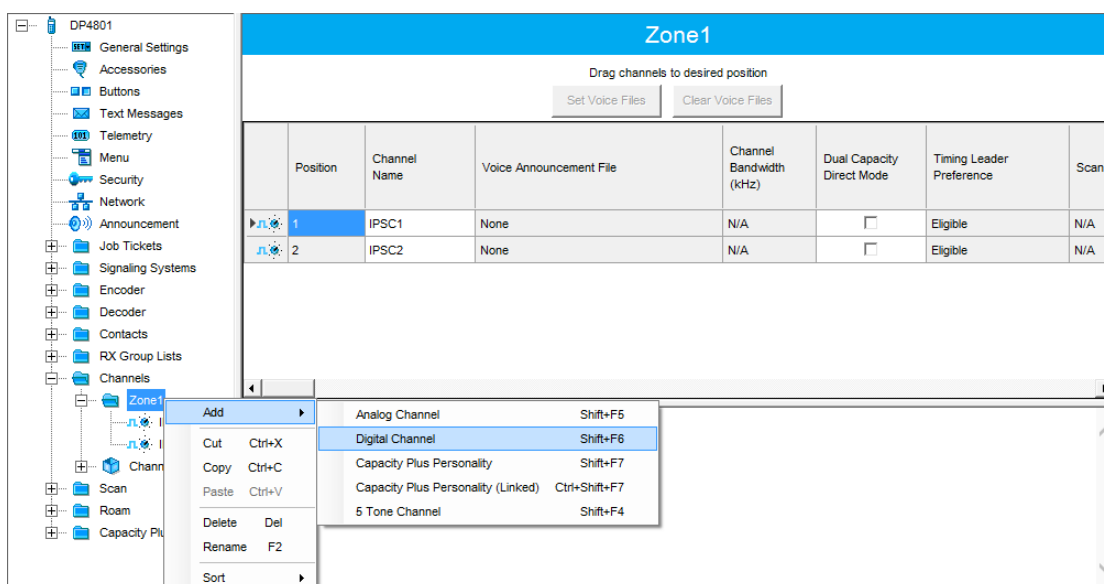 DP4801
General Settings
Accessories
Buttons
Text Messages
Telemetry
Menu
Security
Network
Announcement
Job Tickets
Signaling Systems
Encoder
Decoder
Contacts
RX Group Lists
Channels
Zone1
I
I
Chann
Scan
Roam
Capacity Plu
Zone1
Drag channels to desired position
Set Voice Files Clear Voice Files
Position Channel Name Voice Announcement File Channel Bandwidth (kHz) Dual Capacity Direct Mode Timing Leader Preference Scan
1 IPSC1 None N/A Eligible N/A
2 IPSC2 None N/A Eligible N/A
Add
Cut Ctrl+X
Copy Ctrl+C
Paste Ctrl+V
Delete Del
Rename F2
Sort
Analog Channel Shift+F5
Digital Channel Shift+F6
Capacity Plus Personality Shift+F7
Capacity Plus Personality (Linked) Ctrl+Shift+F7
5 Tone Channel Shift+F4